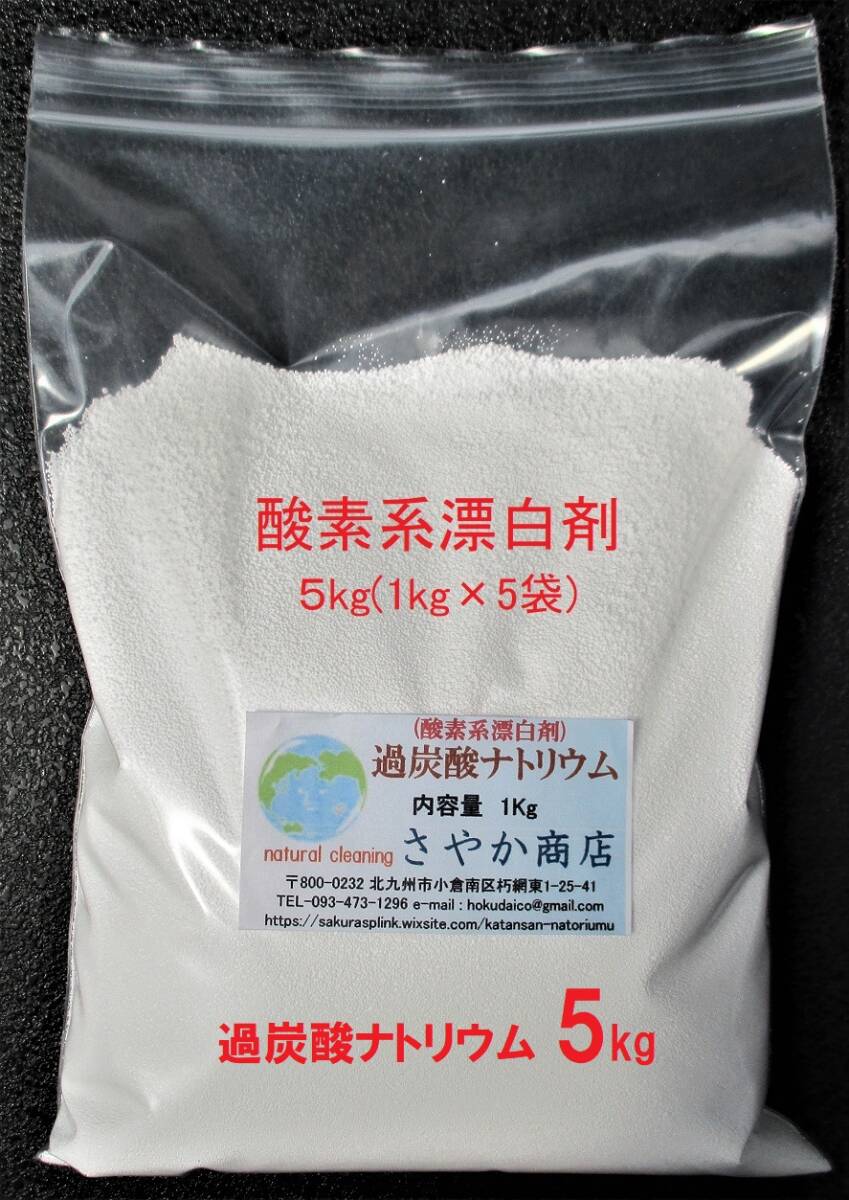 酸素系漂白剤
5kg(1kg×5袋)
(酸素系漂白剤)
過炭酸ナトリウム
内容量 1Kg
natural cleaning さやか商店
〒800-0232 北九州市小倉南区朽網東1-25-41
TEL-093-473-1296 e-mail : hokudaico@gmail.com
https://sakurasplink.wixsite.com/katansan-natoriumu
過炭酸ナトリウム 5kg